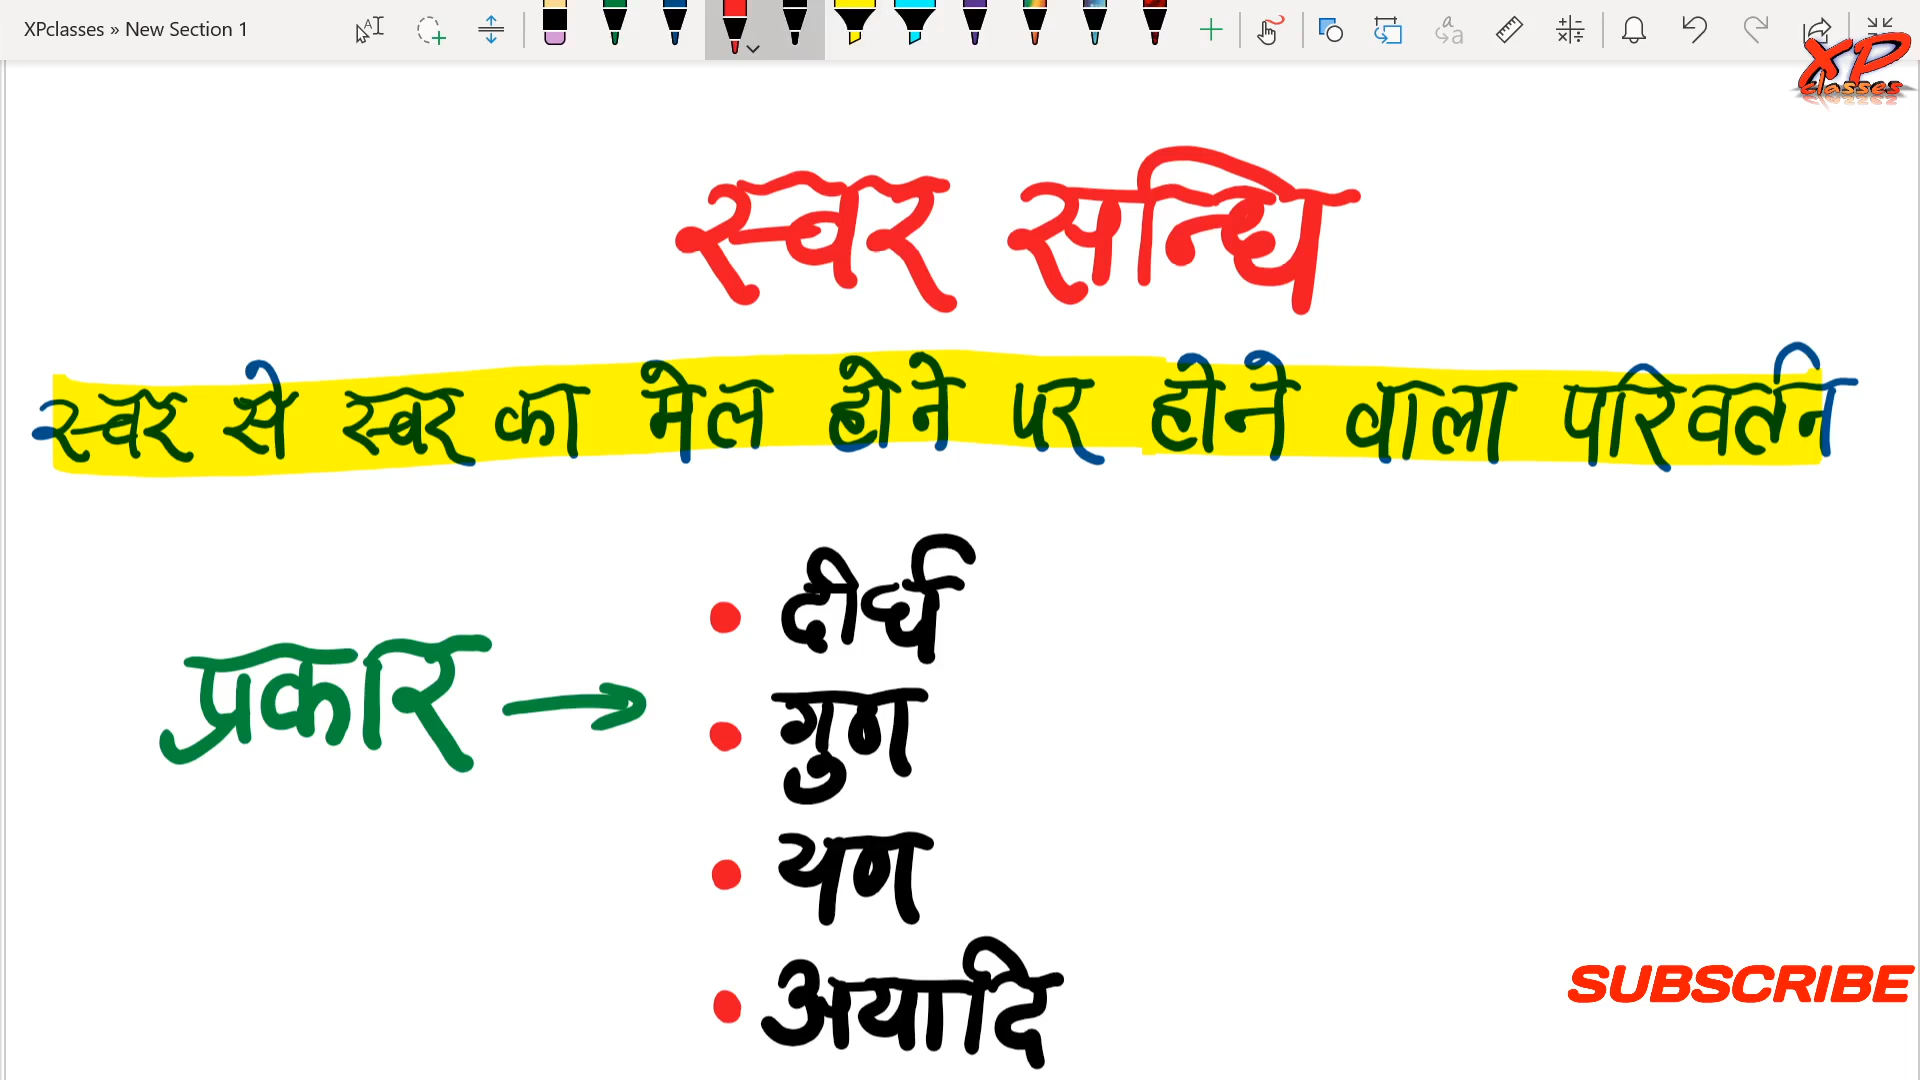 XPclasses » New Section 1
XP
classes
स्वर सन्धि
स्वर से स्वर का मेल होने पर होने वाला परिवर्तन
प्रकार →
• दीर्घ
• गुण
• यण
• अयादि
SUBSCRIBE